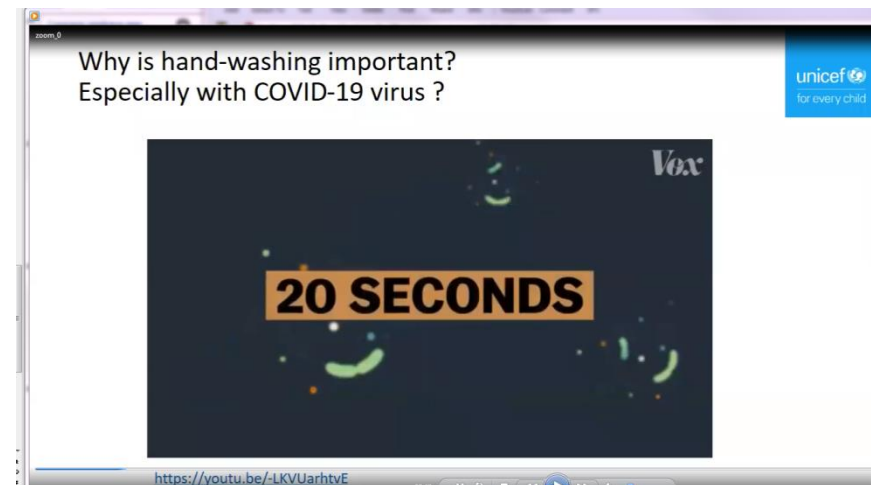 zoom_0
Why is hand-washing important?
Especially with COVID-19 virus ?
unicef
for every child
Vox
20 SECONDS
https://youtu.be/-LKVUarhtvE